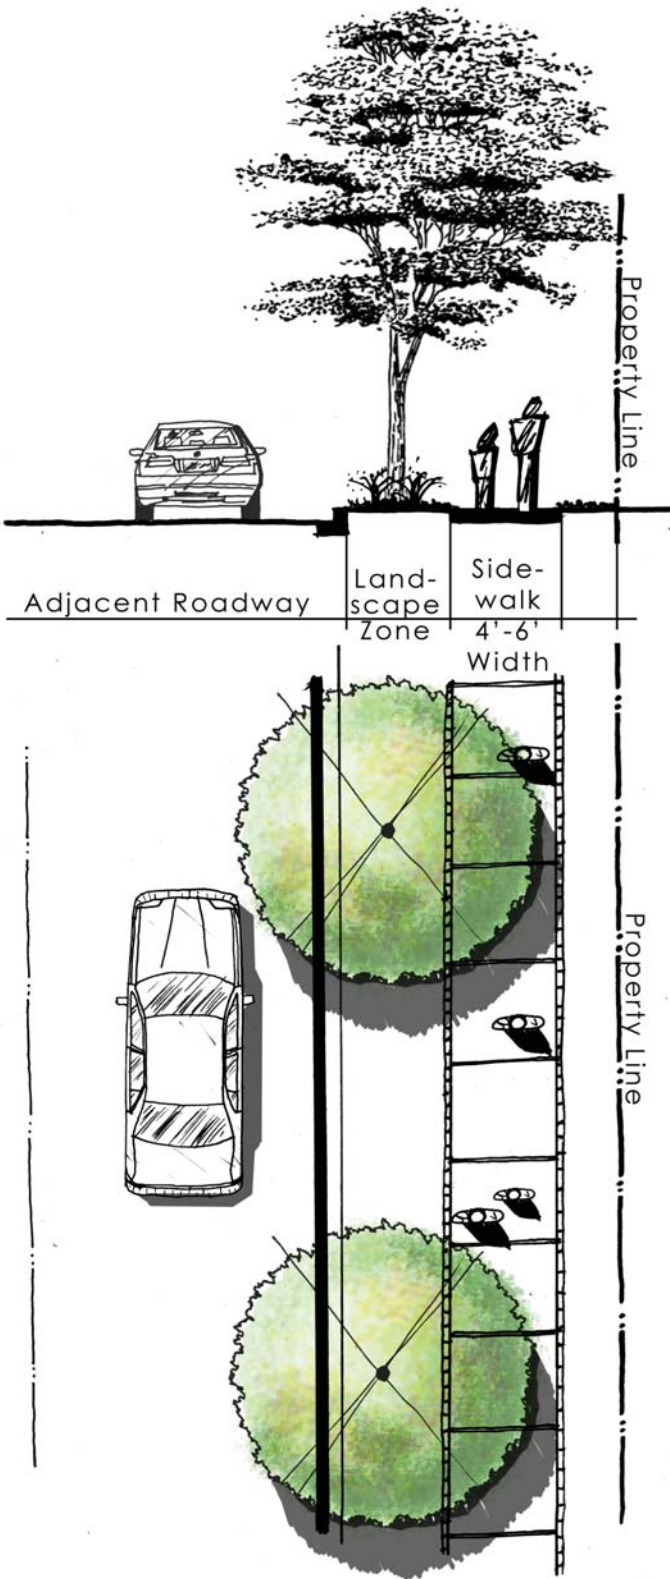 Property Line
Adjacent Roadway
Land-
scape
Zone
Side-
walk
4'-6'
Width
Property Line